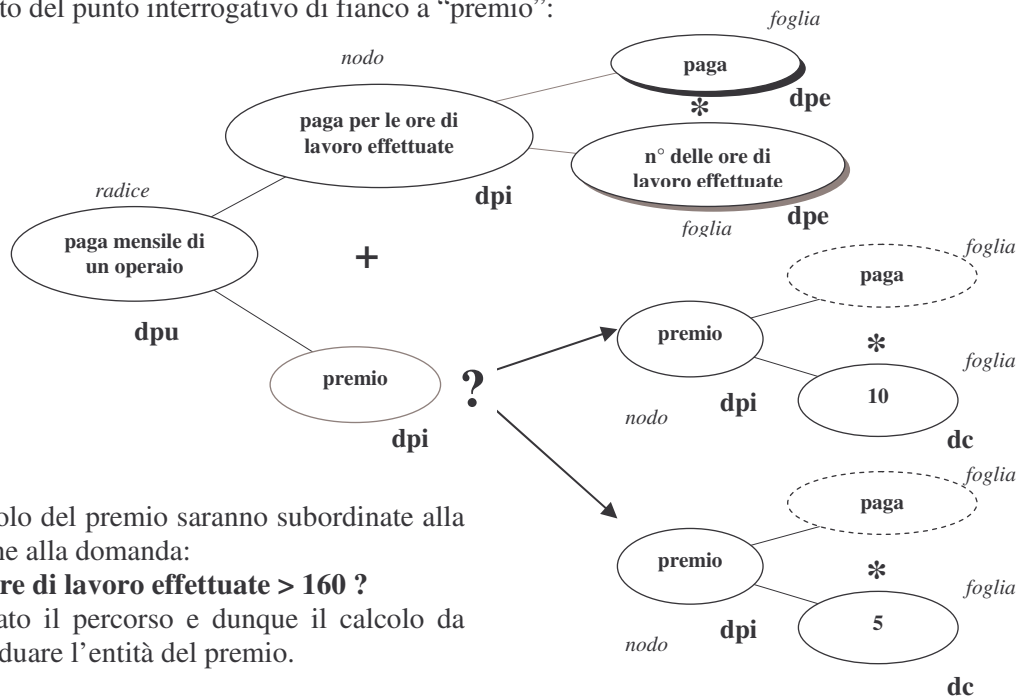 to del punto interrogativo di fianco a “premio”:
foglia
nodo
paga
dpe
*
paga per le ore di
lavoro effettuate
n° delle ore di
lavoro effettuate
dpi
radice
dpe
foglia
paga mensile di
un operaio
+
foglia
paga
dpu
premio
*
foglia
premio
?
10
dpi
nodo
dc
dpi
foglia
paga
olo del premio saranno subordinate alla
ne alla domanda:
re di lavoro effettuate > 160 ?
ato il percorso e dunque il calcolo da
duare l’entità del premio.
premio
*
foglia
5
dpi
nodo
dc